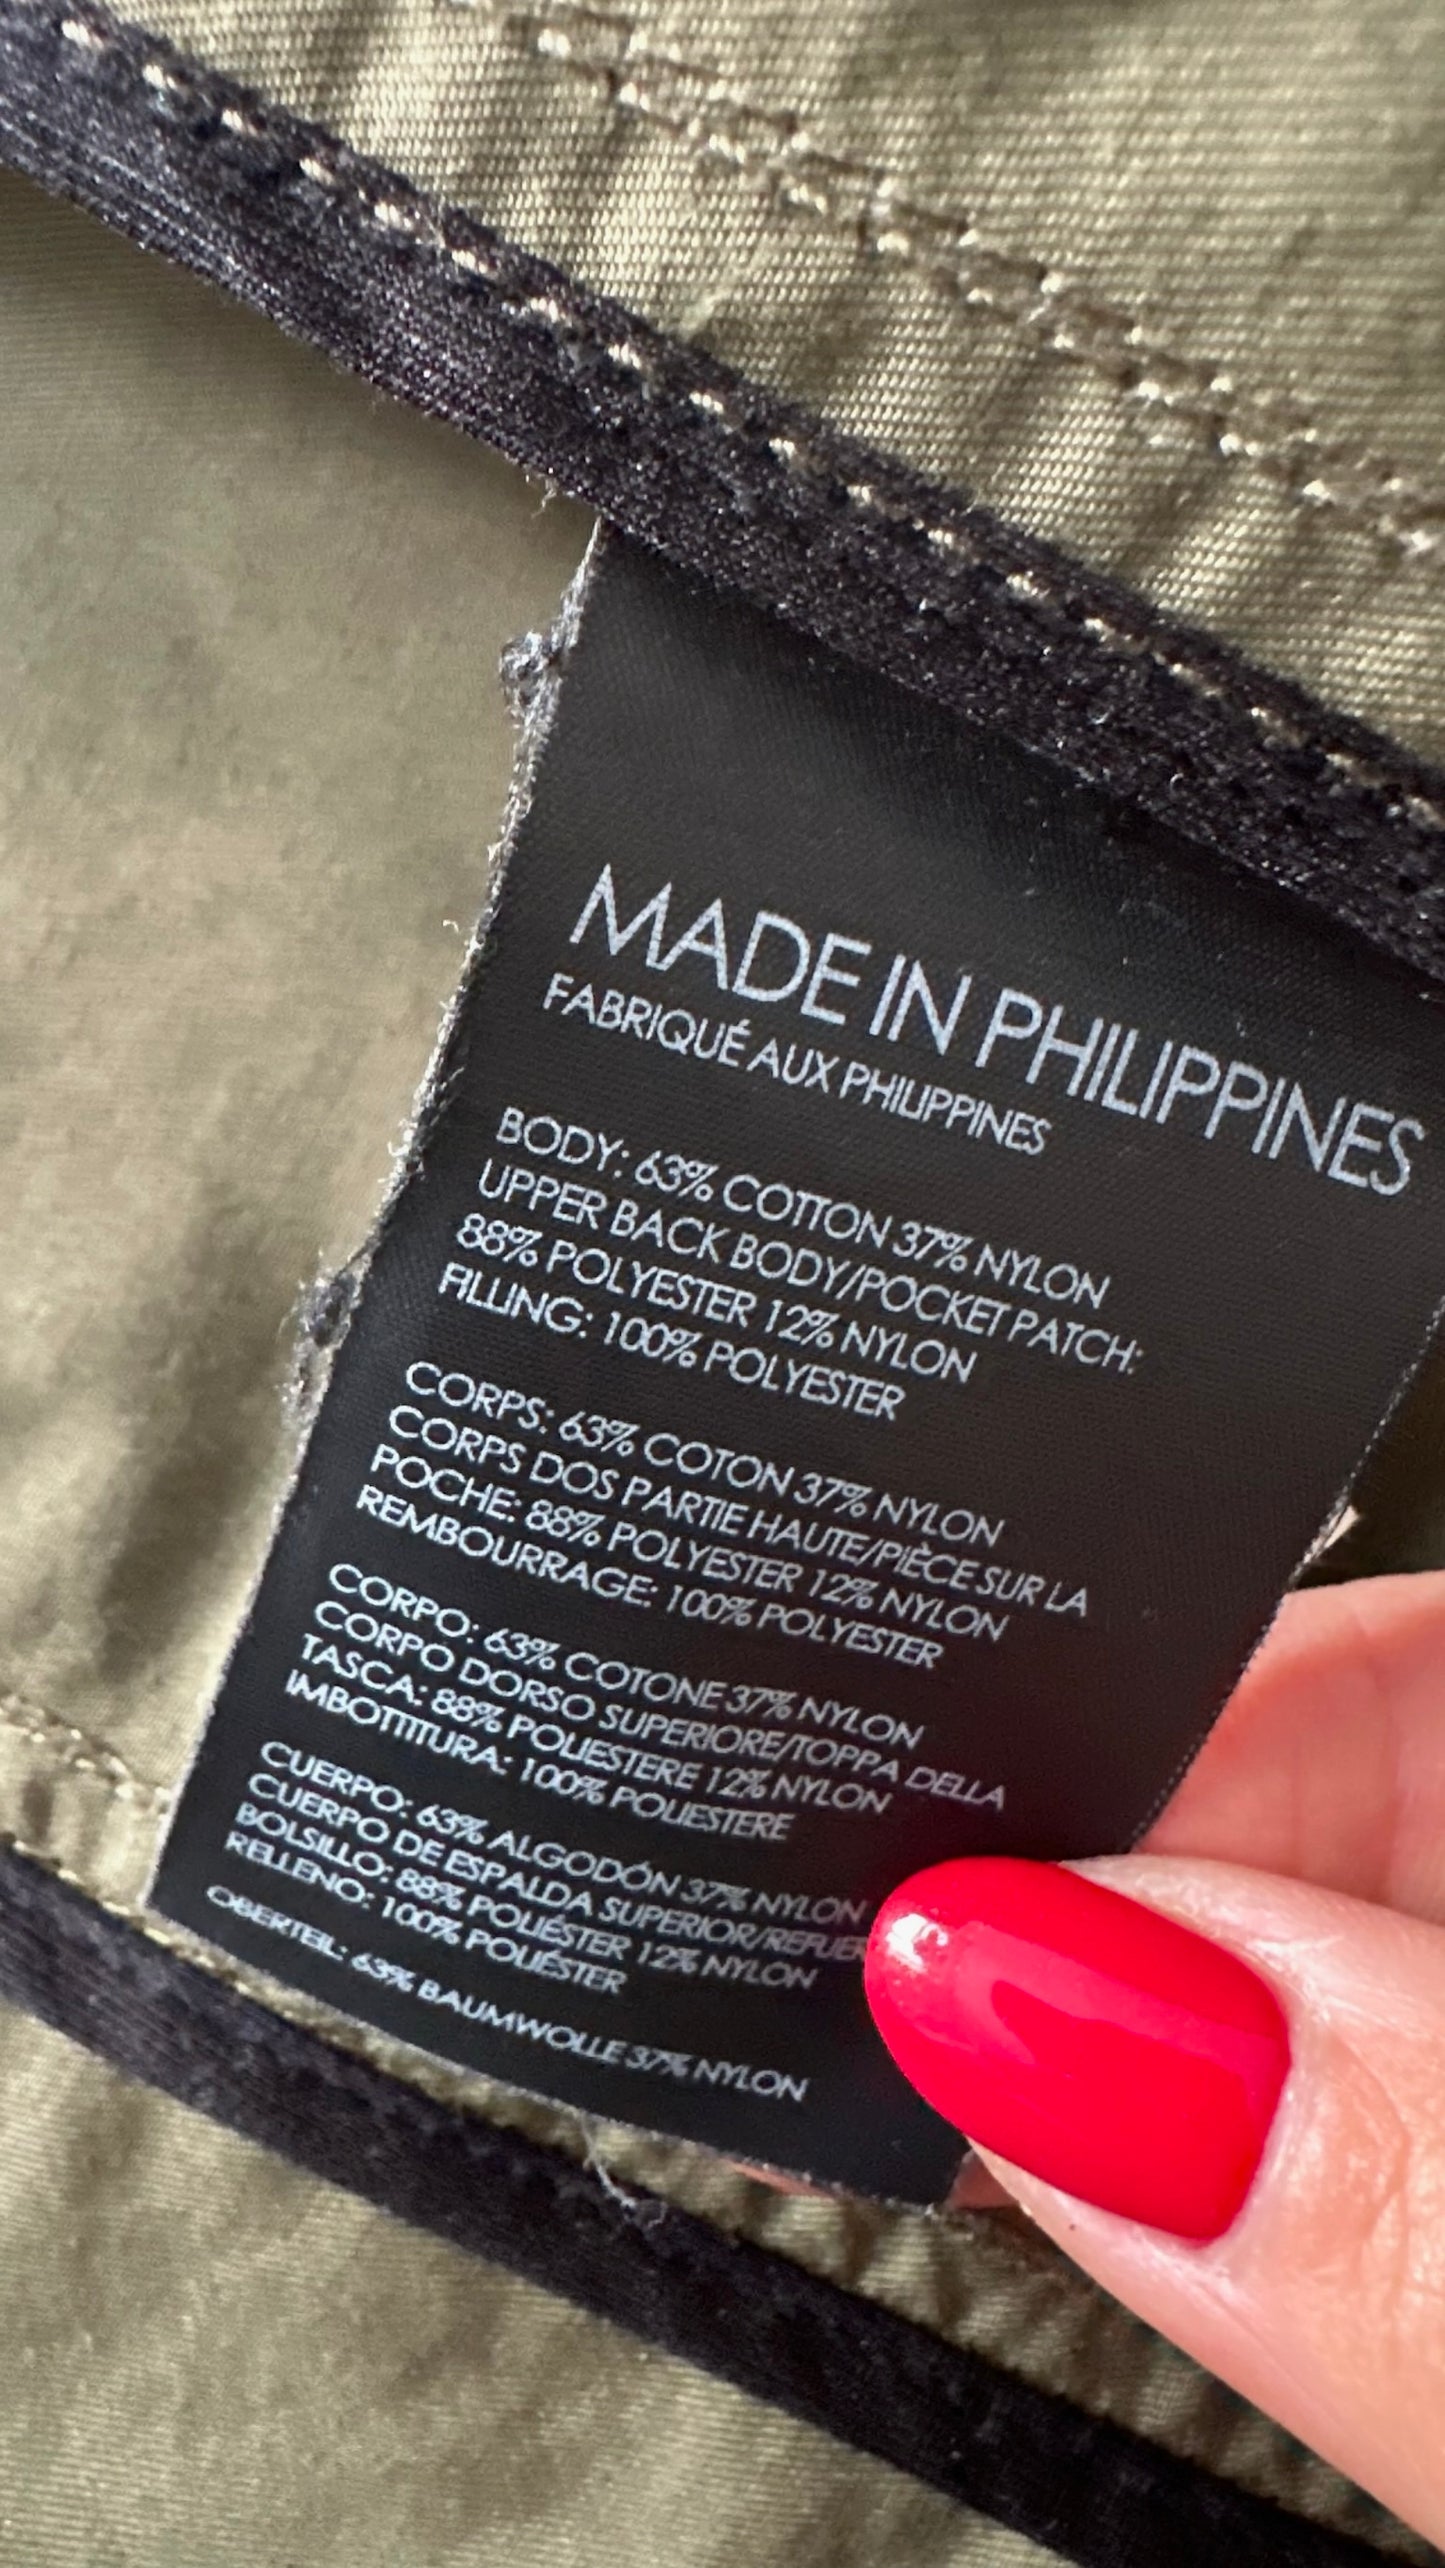 MADE IN PHILIPPINES
FABRIQUÉ AUX PHILIPPINES
BODY: 63% COTTON 37% NYLON
UPPER BACK BODY/POCKET PATCH:
88% POLYESTER 12% NYLON
FILLING: 100% POLYESTER
CORPS: 63% COTON 37% NYLON
CORPS DOS PARTIE HAUTE/PIÈCE SUR LA
POCHE: 88% POLYESTER 12% NYLON
REMBOURRAGE: 100% POLYESTER
CORPO: 63% COTONE 37% NYLON
CORPO DORSO SUPERIORE/TOPPA DELLA
TASCA: 88% POLIESTERE 12% NYLON
IMBOTTITURA: 100% POLIESTERE
CUERPO: 63% ALGODÓN 37% NYLON
CUERPO DE ESPALDA SUPERIOR/
BOLSILLO: 88% POLIÉSTER 12% NYLON
RELLENO: 100% POLIÉSTER
OBERTEIL: 63% BAUMWOLLE 37% NYLON